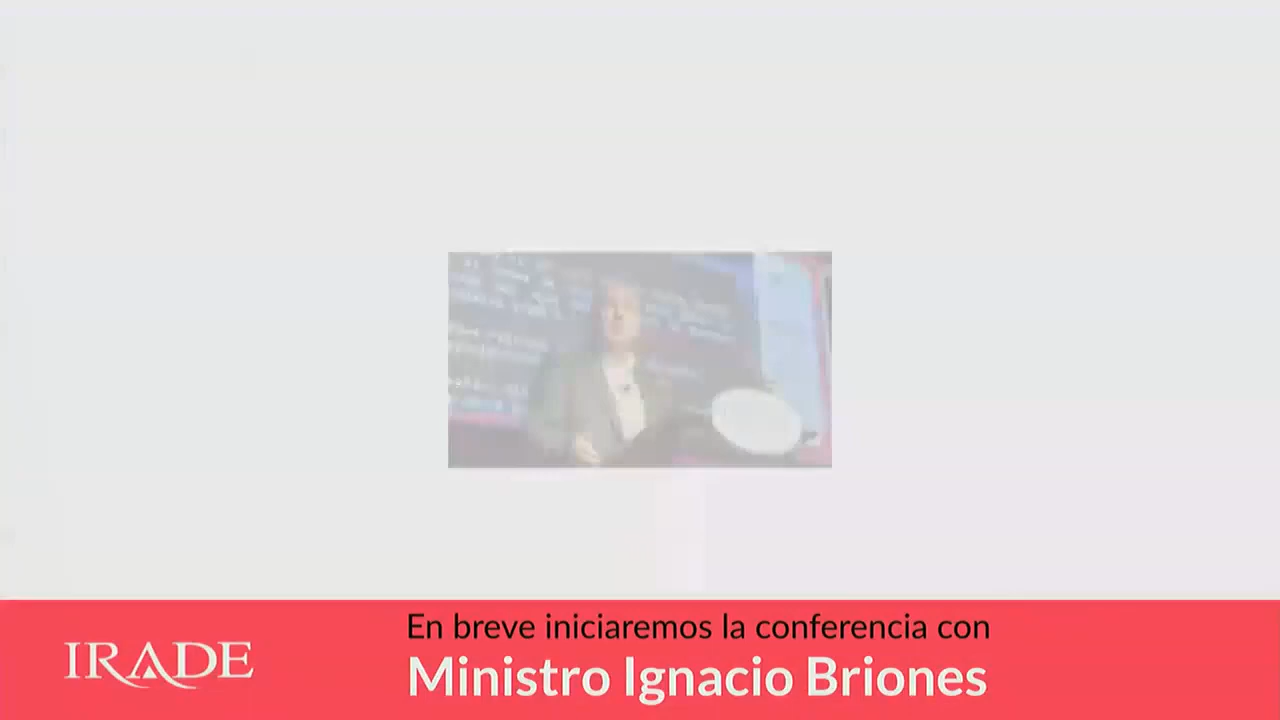 En breve iniciaremos la conferencia con
Ministro Ignacio Briones
IRADE